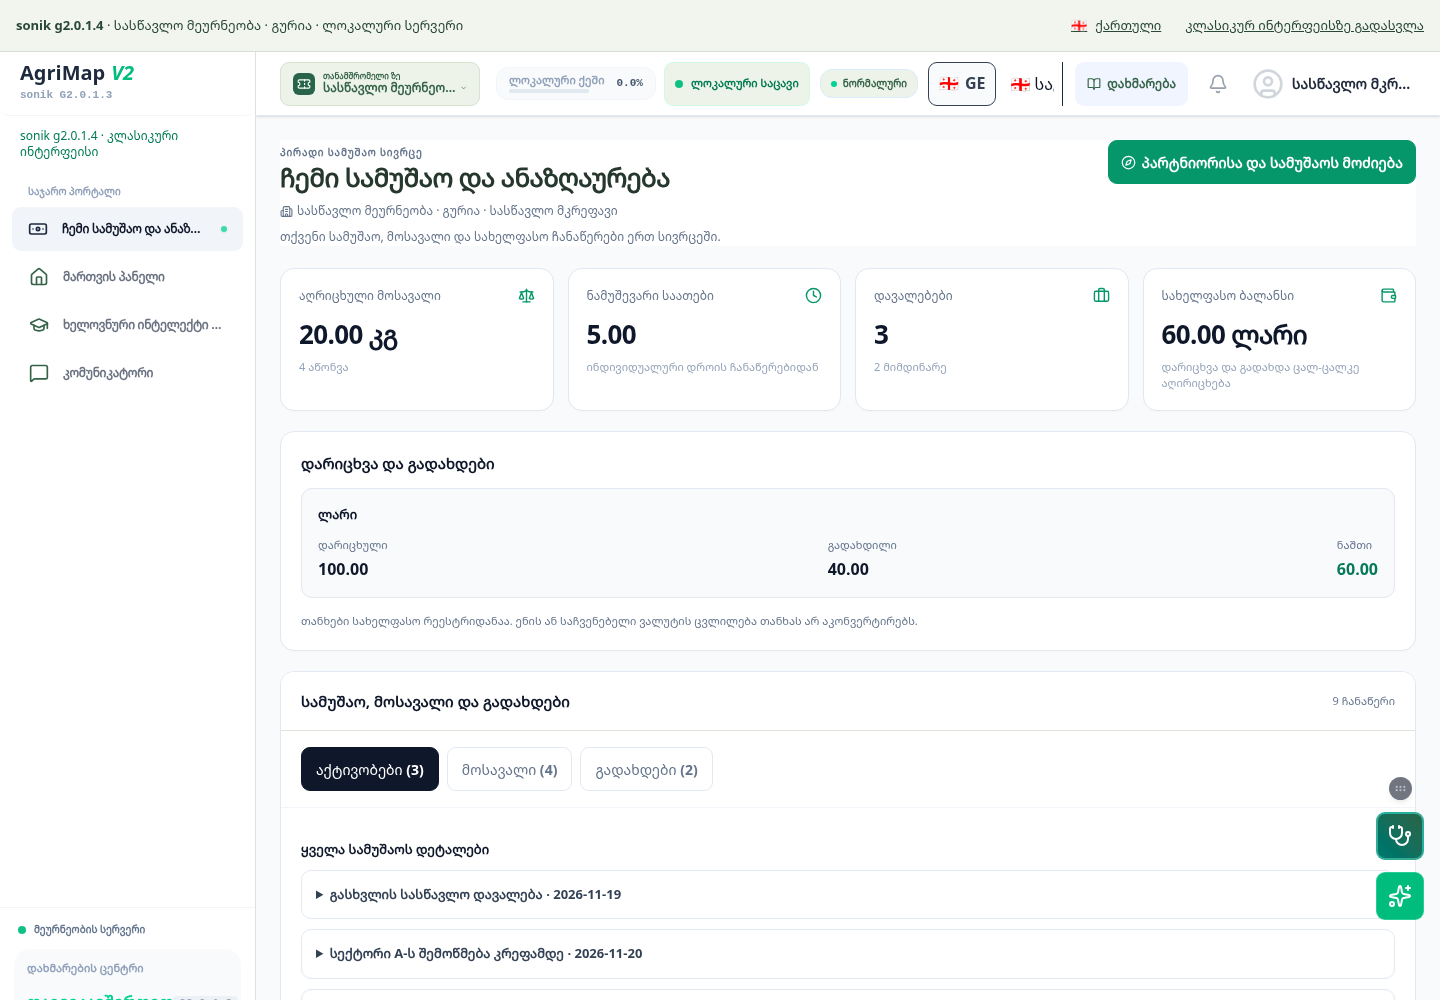 sonik g2.0.1.4 · სასწავლო მეურნეობა · გურია · ლოკალური სერვერი
ქართული
კლასიკურ ინტერფეისზე გადასვლა
AgriMap V2
sonik G2.0.1.3
თანამშრომელი ზე
სასწავლო მეურნეო...
ლოკალური ქეში 0.0%
ლოკალური საცავი
ნორმალური
GE
სა
დახმარება
სასწავლო მკრ...
sonik g2.0.1.4 · კლასიკური
ინტერფეისი
საჯარო პორტალი
ჩემი სამუშაო და ანაზ...
მართვის პანელი
ხელოვნური ინტელექტი ...
კომუნიკატორი
პირადი სამუშაო სივრცე
ჩემი სამუშაო და ანაზღაურება
სასწავლო მეურნეობა · გურია · სასწავლო მკრეფავი
თქვენი სამუშაო, მოსავალი და სახელფასო ჩანაწერები ერთ სივრცეში.
პარტნიორისა და სამუშაოს მოძიება
აღრიცხული მოსავალი
20.00 კგ
4 აწონვა
ნამუშევარი საათები
5.00
ინდივიდუალური დროის ჩანაწერებიდან
დავალებები
3
2 მიმდინარე
სახელფასო ბალანსი
60.00 ლარი
დარიცხვა და გადახდა ცალ-ცალკე
აღირიცხება
დარიცხვა და გადახდები
ლარი
დარიცხული
100.00
გადახდილი
40.00
ნაშთი
60.00
თანხები სახელფასო რეესტრიდანაა. ენის ან საჩვენებელი ვალუტის ცვლილება თანხას არ აკონვერტირებს.
სამუშაო, მოსავალი და გადახდები
9 ჩანაწერი
აქტივობები (3)
მოსავალი (4)
გადახდები (2)
ყველა სამუშაოს დეტალები
გასხვლის სასწავლო დავალება · 2026-11-19
სექტორი A-ს შემოწმება კრეფამდე · 2026-11-20
მეურნეობის სერვერი
დახმარების ცენტრი